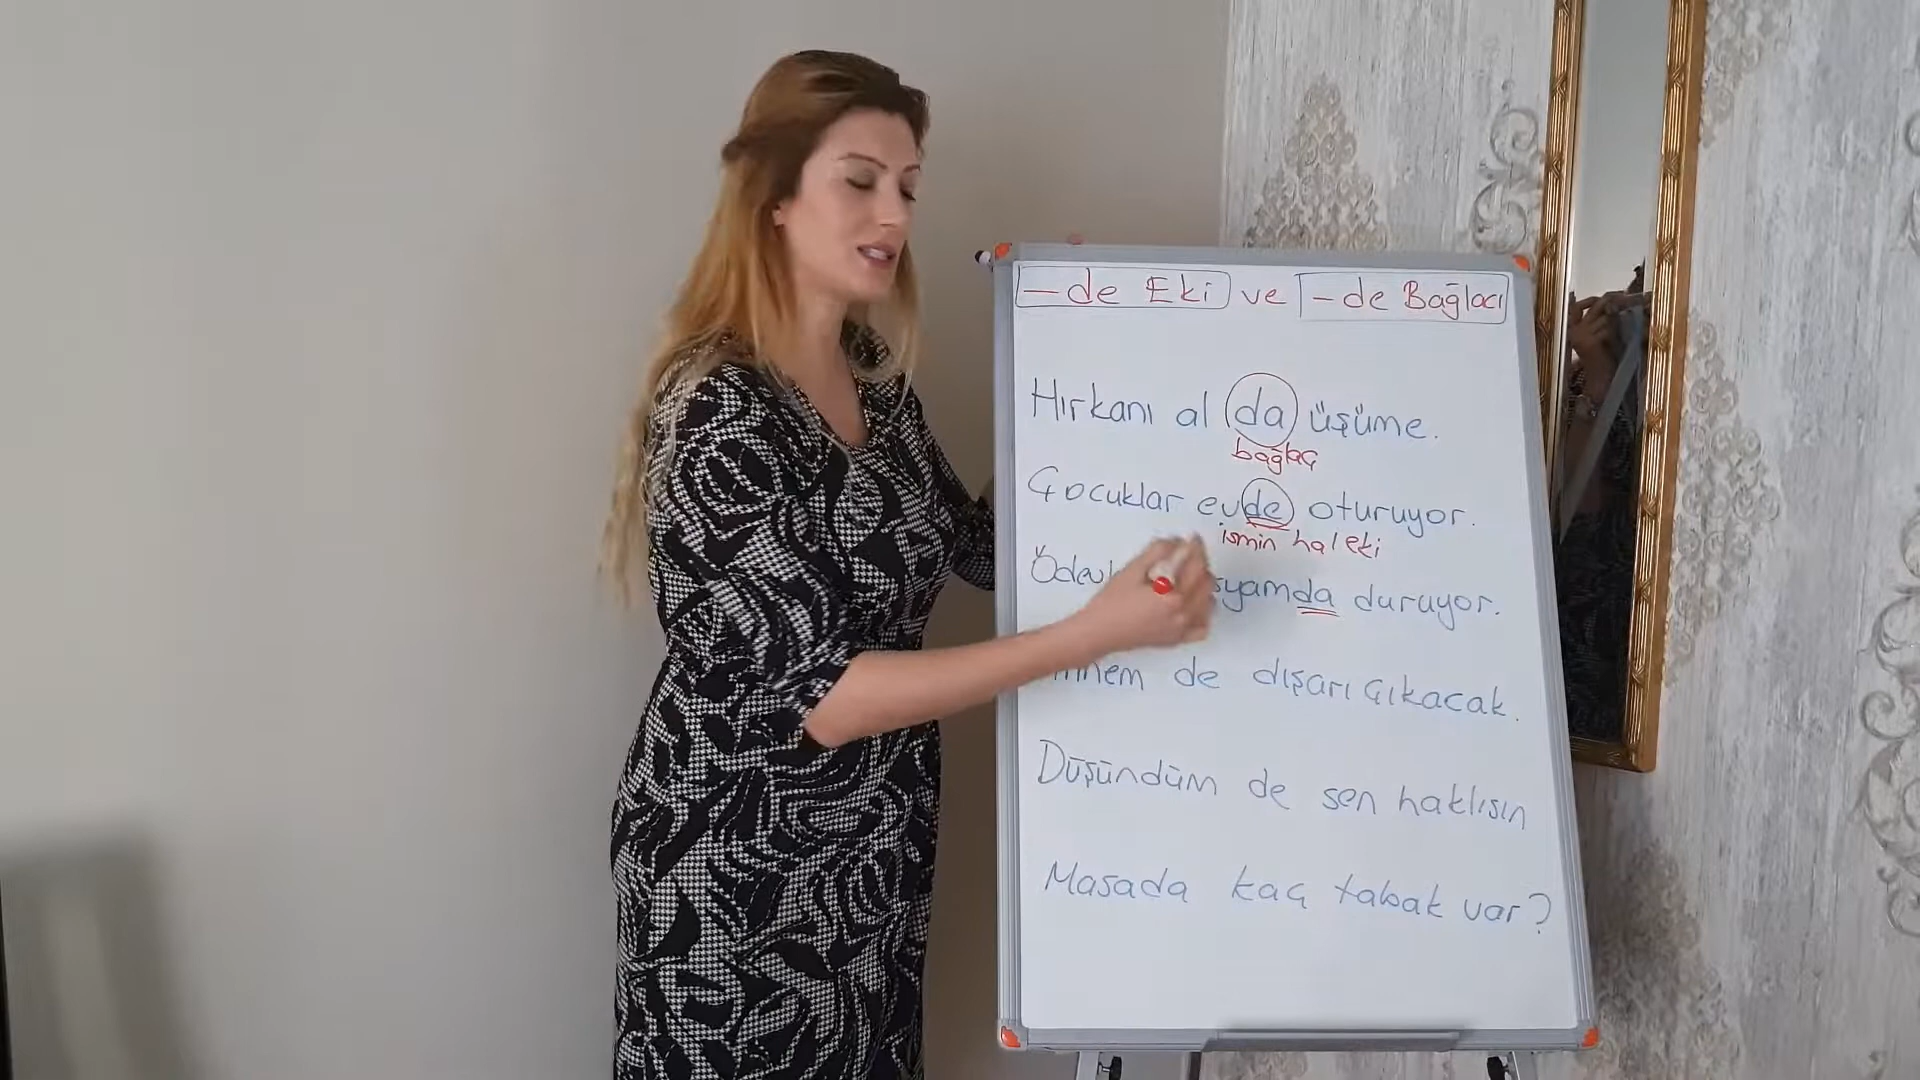 -de Eki ve -de Bağlacı
Hırkanı al da üşüme.
bağlaç
Çocuklar evde oturuyor.
ismin hal eki
duruyor.
de dışarı çıkacak.
Düşündüm de sen haklısın
Masada kaç tabak var?